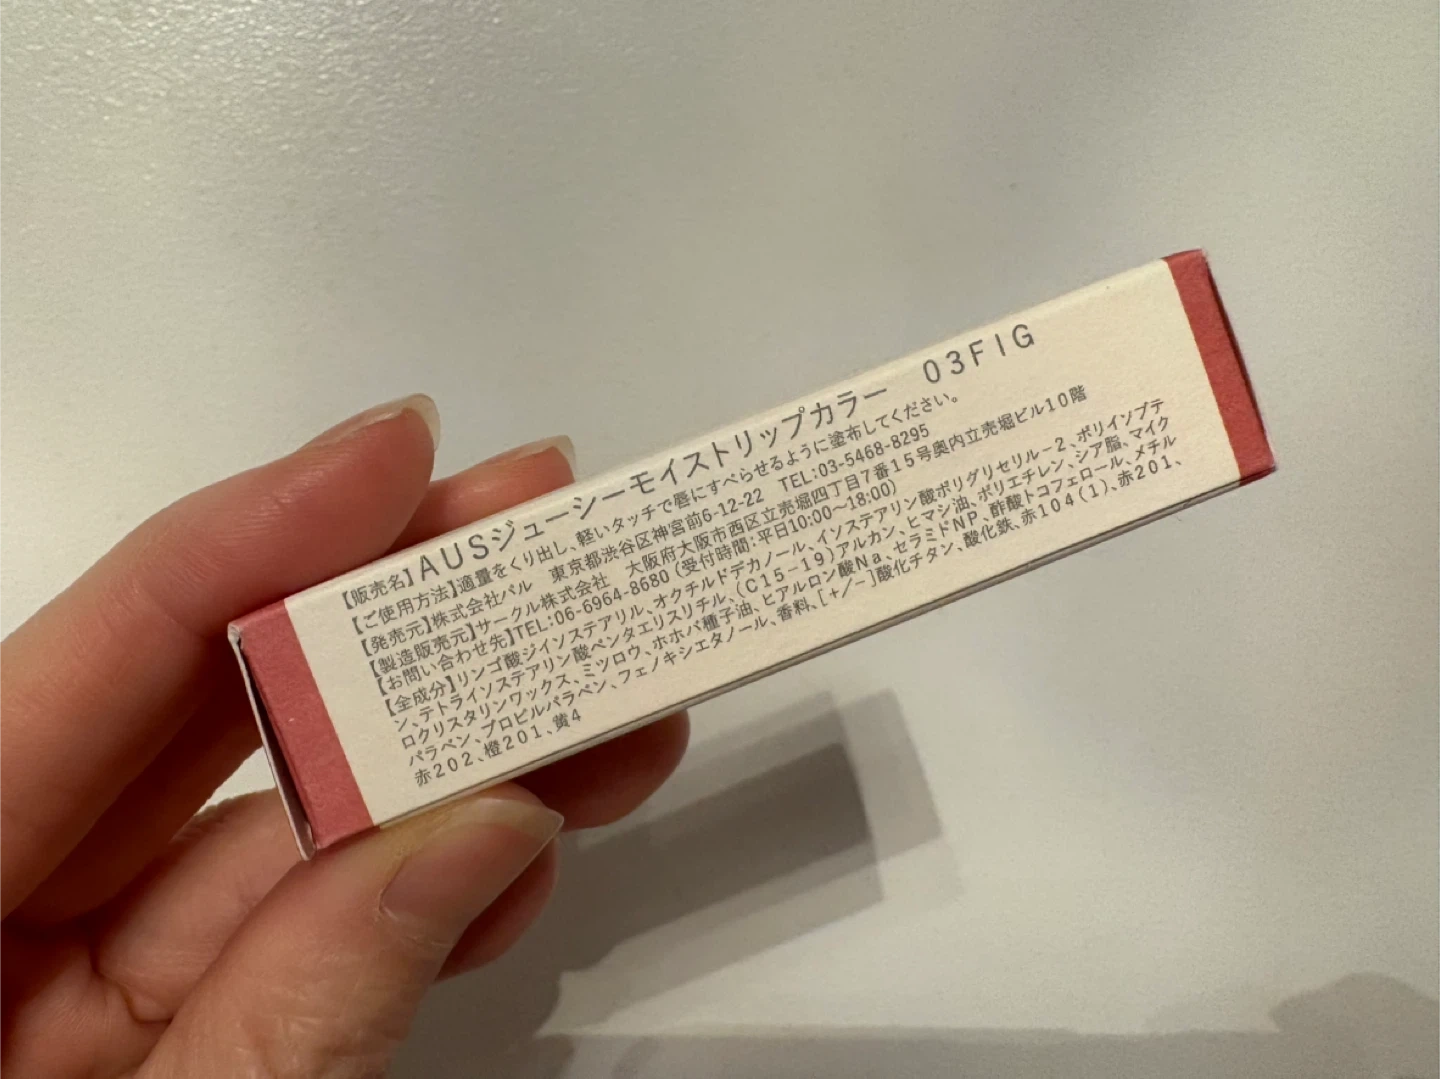 【販売名】AUSジューシーモイストリップカラー 03FIG
【ご使用方法】適量をくり出し、軽いタッチで唇にすべらせるように塗布してください。
【発売元】株式会社パル 東京都渋谷区神宮前6-12-22 TEL:03-5468-8295
【製造販売元】サークル株式会社 大阪府大阪市西区立売堀四丁目7番15号奥内立売堀ビル10階
【お問い合わせ先】TEL:06-6964-8680(受付時間:平日10:00〜18:00)
【全成分】リンゴ酸ジイソステアリル、オクチルドデカノール、イソステアリン酸ポリグリセリル-2、ポリイソブテ
ン、テトライソステアリン酸ペンタエリスリチル、(C15-19)アルカン、ヒマシ油、ポリエチレン、シア脂、マイク
ロクリスタリンワックス、ミツロウ、ホホバ種子油、ヒアルロン酸Na、セラミドNP、酢酸トコフェロール、メチル
パラベン、プロピルパラベン、フェノキシエタノール、香料、[+/-]酸化チタン、酸化鉄、赤104(1)、赤201、
赤202、橙201、黄4